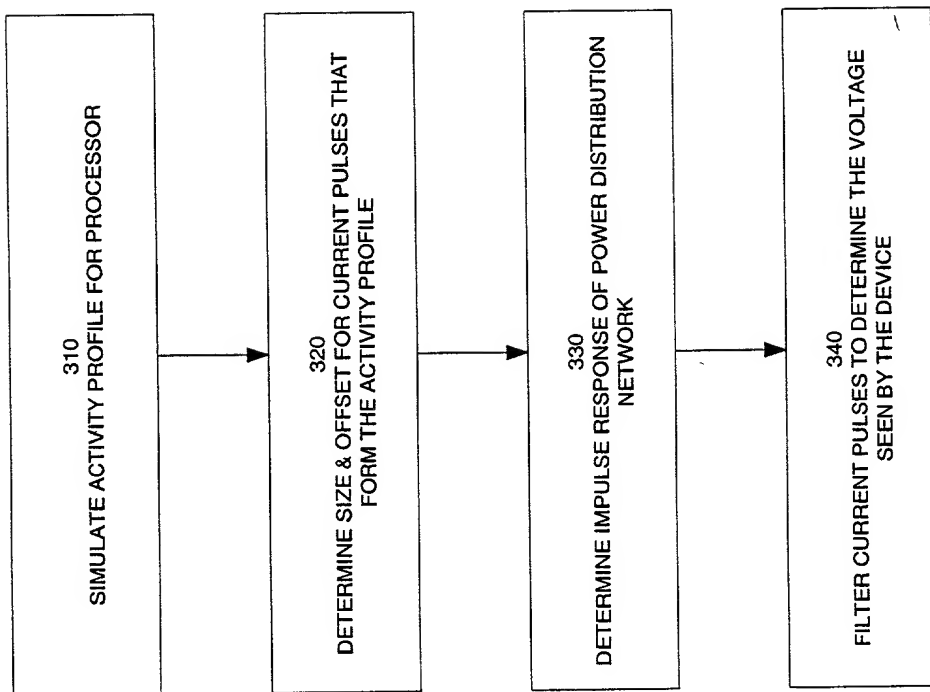 310
SIMULATE ACTIVITY PROFILE FOR PROCESSOR
320
DETERMINE SIZE & OFFSET FOR CURRENT PULSES THAT
FORM THE ACTIVITY PROFILE
330
DETERMINE IMPULSE RESPONSE OF POWER DISTRIBUTION
NETWORK
340
FILTER CURRENT PULSES TO DETERMINE THE VOLTAGE
SEEN BY THE DEVICE